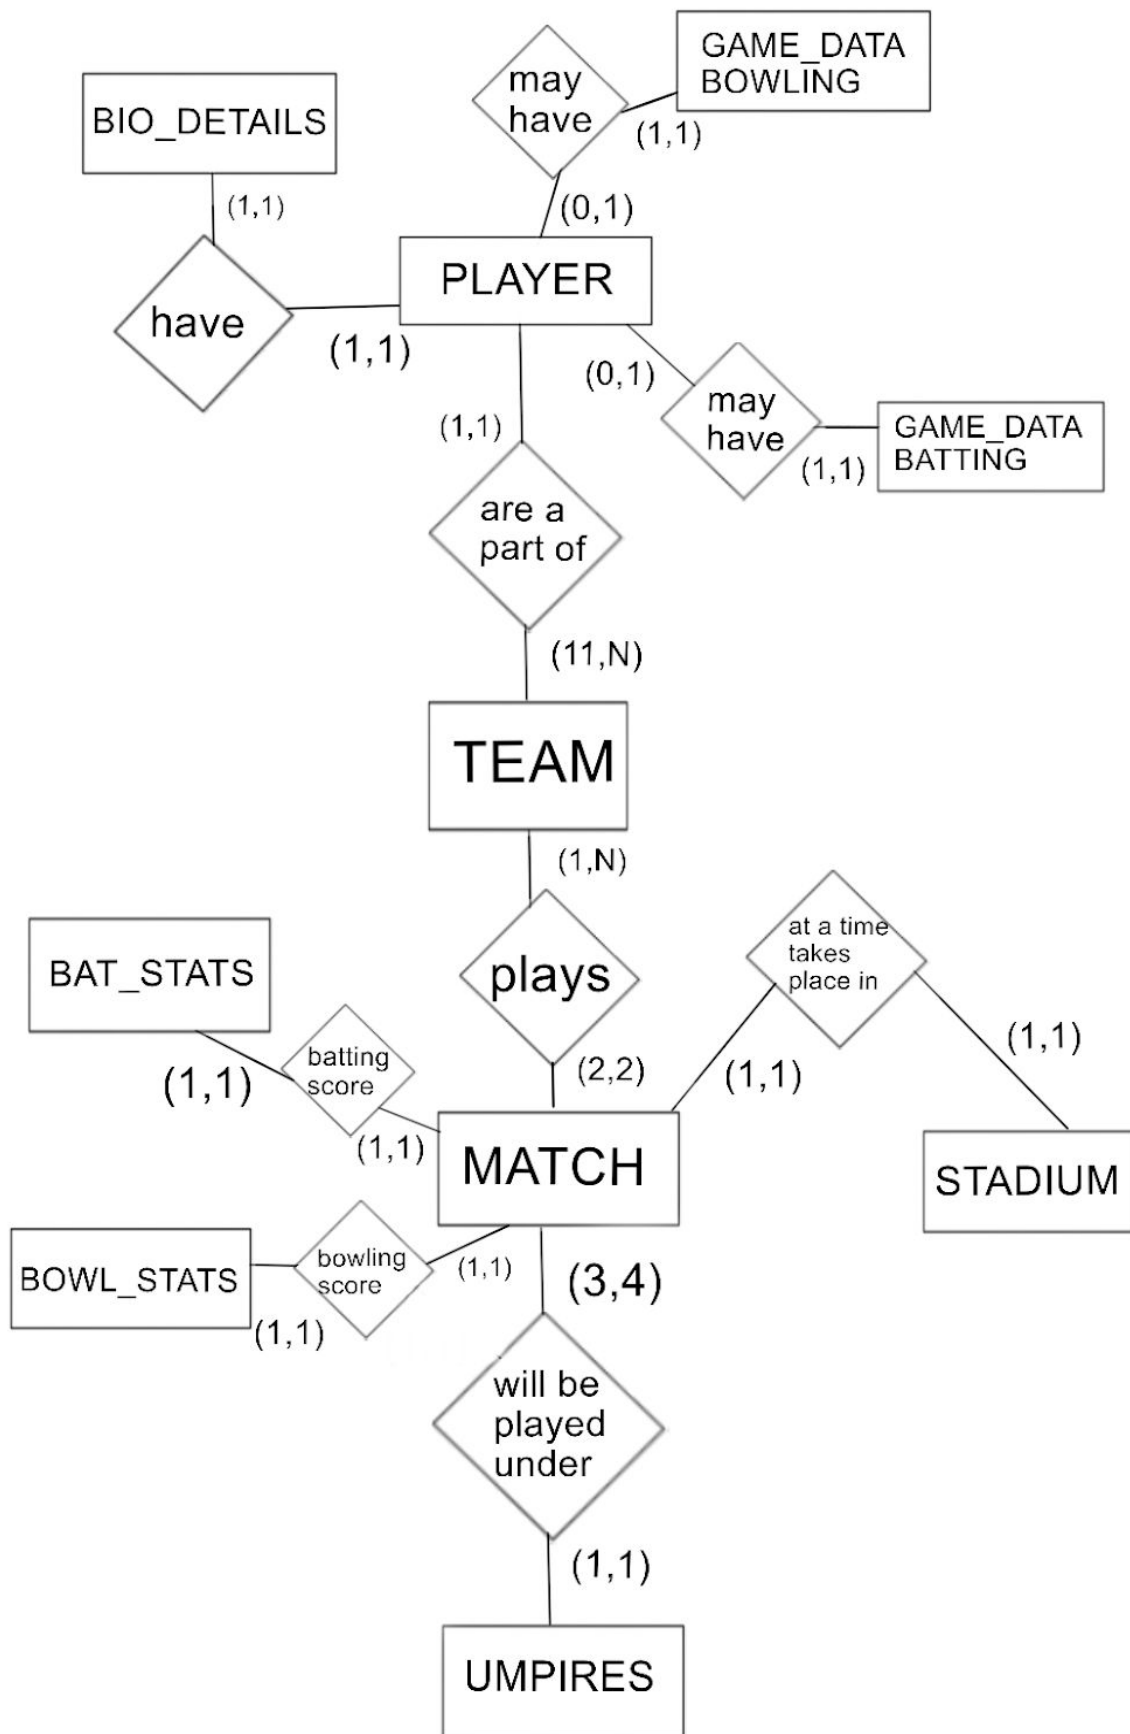 GAME_DATA
BOWLING
may
have
(1,1)
BIO_DETAILS
(1,1)
(0,1)
PLAYER
have
(1,1)
(0,1)
may
have
GAME_DATA
BATTING
(1,1)
(1,1)
are a
part of
(11,N)
TEAM
(1,N)
plays
at a time
takes
place in
BAT_STATS
(1,1)
batting
score
(2,2)
(1,1)
(1,1)
(1,1)
MATCH
STADIUM
BOWL_STATS
(1,1)
bowling
score
(1,1)
(3,4)
will be
played
under
(1,1)
UMPIRES